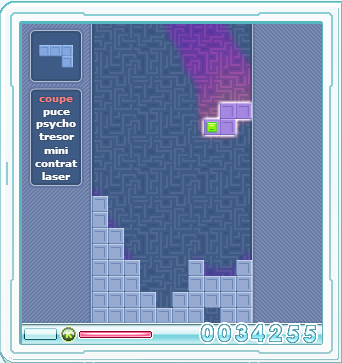 coupe
puce
psycho
tresor
mini
contrat
laser
0034255